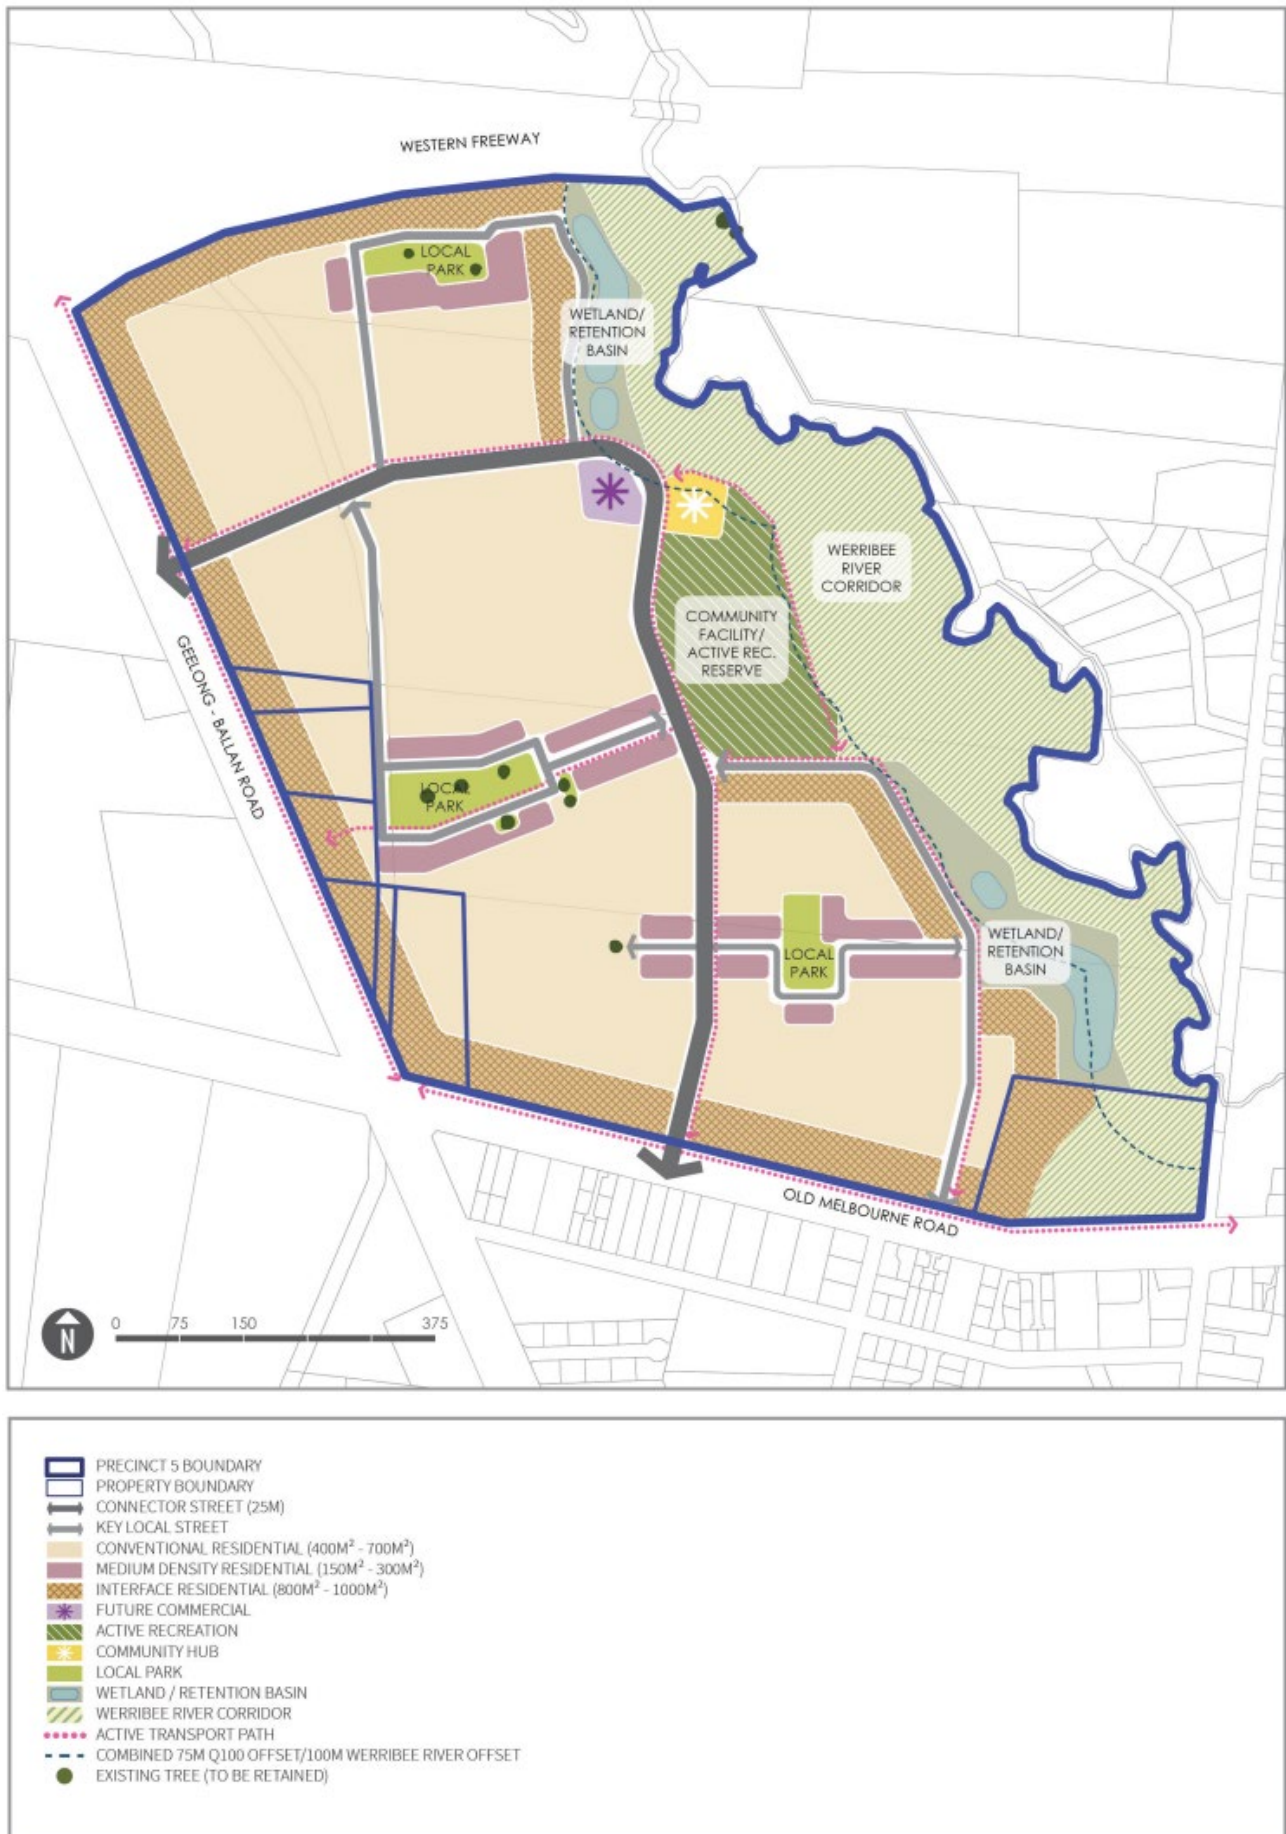 WESTERN FREEWAY
LOCAL
PARK
WETLAND/
RETENTION
BASIN
WERRIBEE
RIVER
CORRIDOR
COMMUNITY
FACILITY/
ACTIVE REC.
RESERVE
GEELONG - BALLAN ROAD
LOCAL
PARK
WETLAND/
RETENTION
BASIN
LOCAL
PARK
OLD MELBOURNE ROAD
N
0 75 150 375
PRECINCT 5 BOUNDARY
PROPERTY BOUNDARY
CONNECTOR STREET (25M)
KEY LOCAL STREET
CONVENTIONAL RESIDENTIAL (400M² - 700M²)
MEDIUM DENSITY RESIDENTIAL (150M² - 300M²)
INTERFACE RESIDENTIAL (800M² - 1000M²)
FUTURE COMMERCIAL
ACTIVE RECREATION
COMMUNITY HUB
LOCAL PARK
WETLAND / RETENTION BASIN
WERRIBEE RIVER CORRIDOR
ACTIVE TRANSPORT PATH
COMBINED 75M Q100 OFFSET/100M WERRIBEE RIVER OFFSET
EXISTING TREE (TO BE RETAINED)